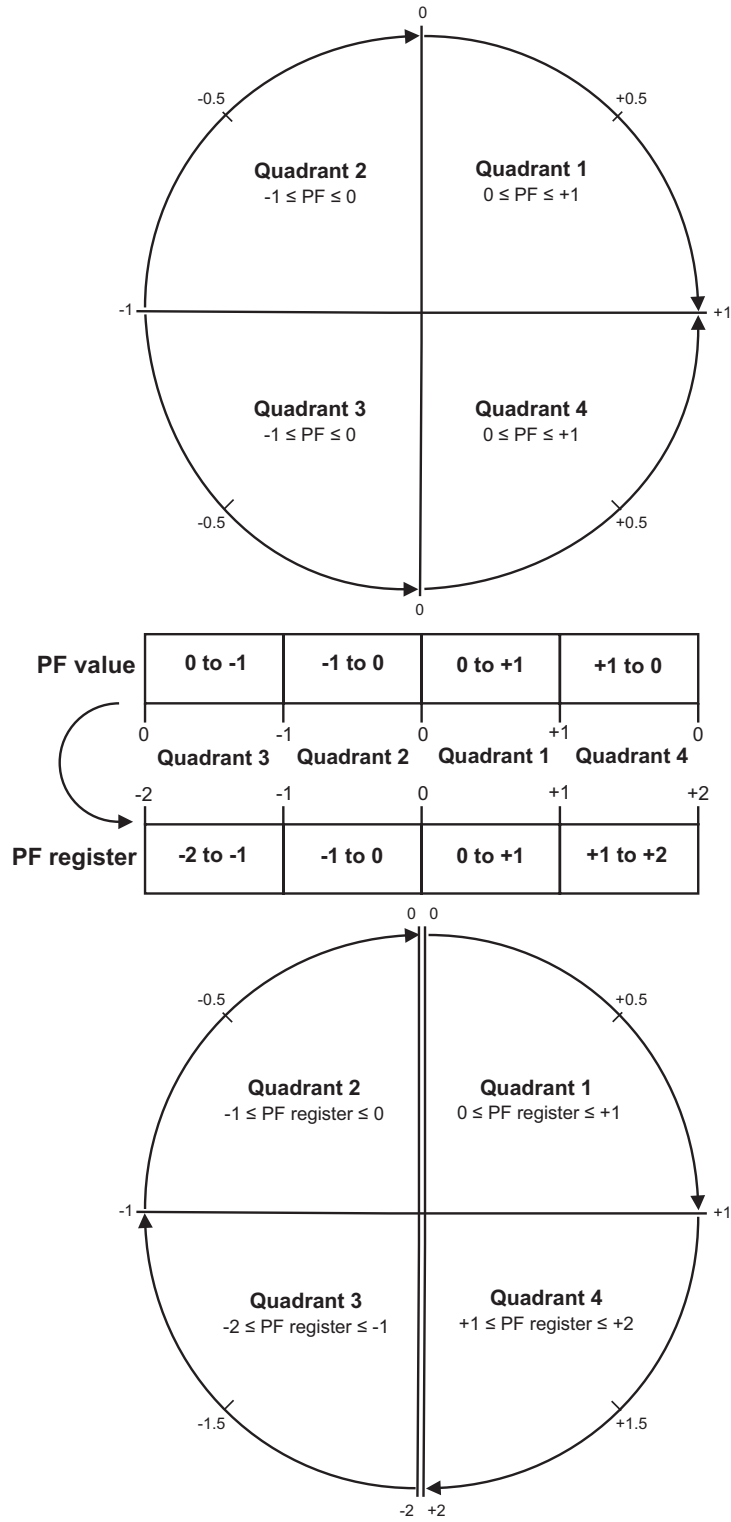 0
-0.5
+0.5
Quadrant 2
-1 ≤ PF ≤ 0
Quadrant 1
0 ≤ PF ≤ +1
-1
+1
Quadrant 3
-1 ≤ PF ≤ 0
Quadrant 4
0 ≤ PF ≤ +1
-0.5
+0.5
0
PF value
0 to -1
-1 to 0
0 to +1
+1 to 0
0
-1
0
+1
0
Quadrant 3
Quadrant 2
Quadrant 1
Quadrant 4
-2
-1
0
+1
+2
PF register
-2 to -1
-1 to 0
0 to +1
+1 to +2
0
0
-0.5
+0.5
Quadrant 2
-1 ≤ PF register ≤ 0
Quadrant 1
0 ≤ PF register ≤ +1
-1
+1
Quadrant 3
-2 ≤ PF register ≤ -1
Quadrant 4
+1 ≤ PF register ≤ +2
-1.5
+1.5
-2
+2